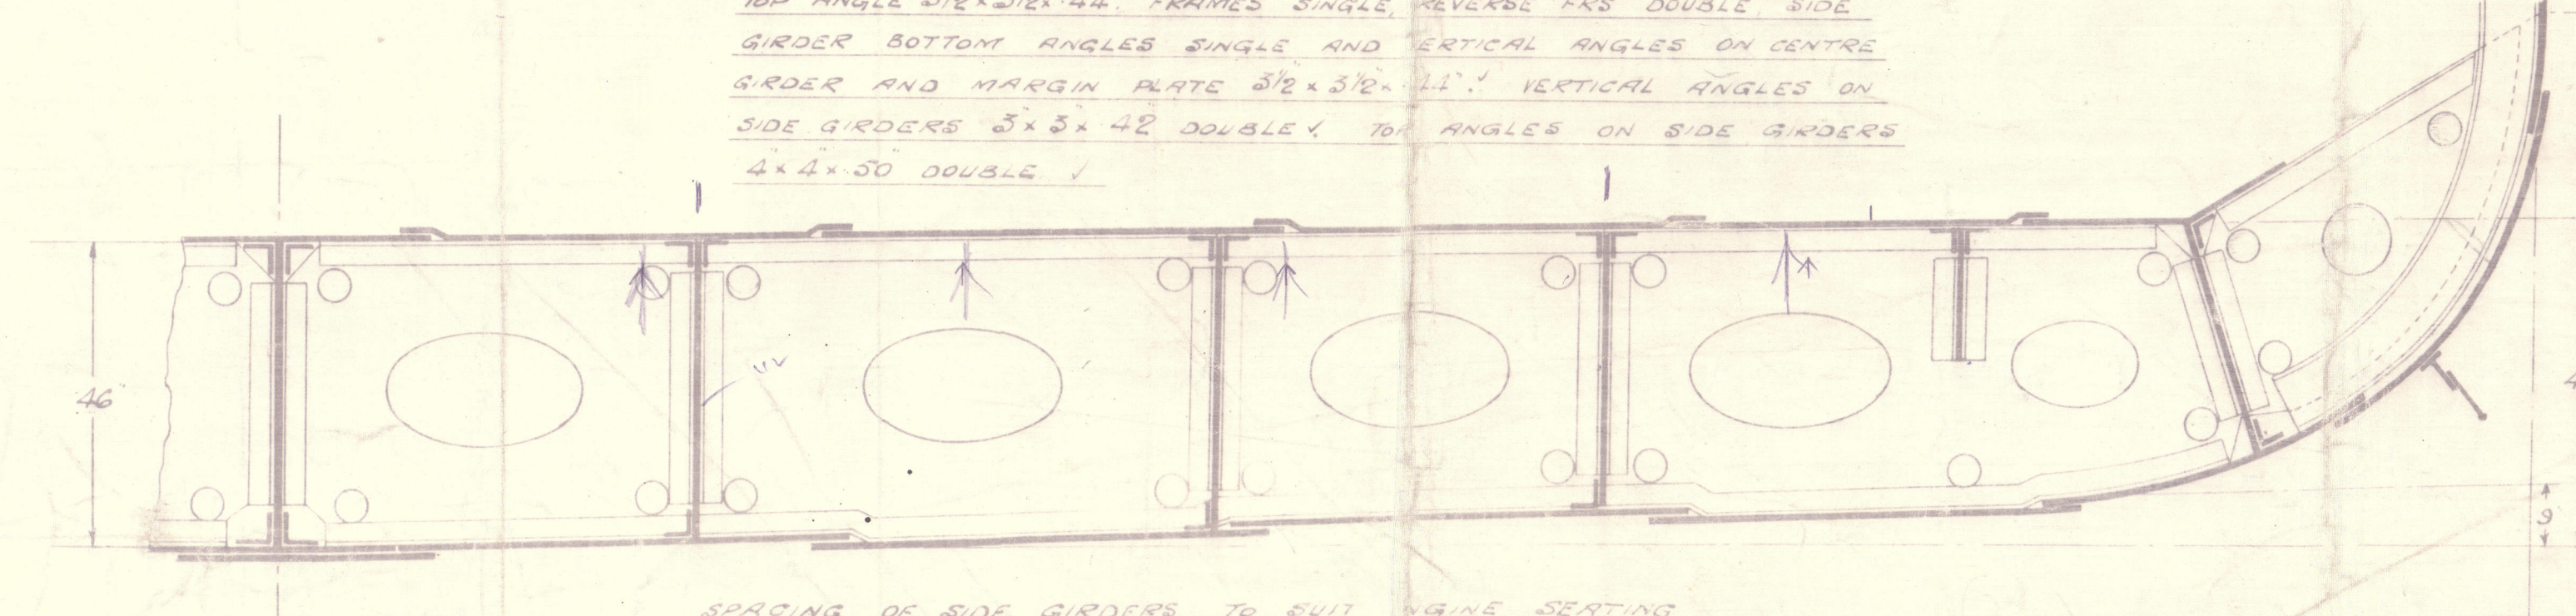 TOP ANGLE 3½"×3½"×·44". FRAMES SINGLE, REVERSE FRS DOUBLE. SIDE
GIRDER BOTTOM ANGLES SINGLE AND VERTICAL ANGLES ON CENTRE
GIRDER AND MARGIN PLATE 3½"×3½"×·44". ✓ VERTICAL ANGLES ON
SIDE GIRDERS 3"×3"×·42" DOUBLE ✓. TOP ANGLES ON SIDE GIRDERS
4"×4"×·50" DOUBLE ✓
46"
9
SPACING OF SIDE GIRDERS TO SUIT ENGINE SEATING